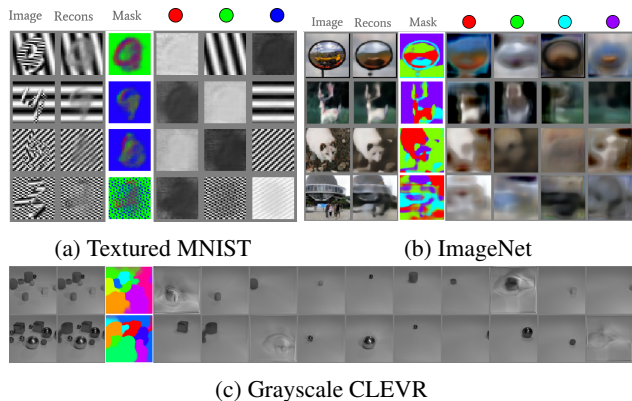 Image Recons Mask
Image Recons Mask
(a) Textured MNIST
(b) ImageNet
(c) Grayscale CLEVR